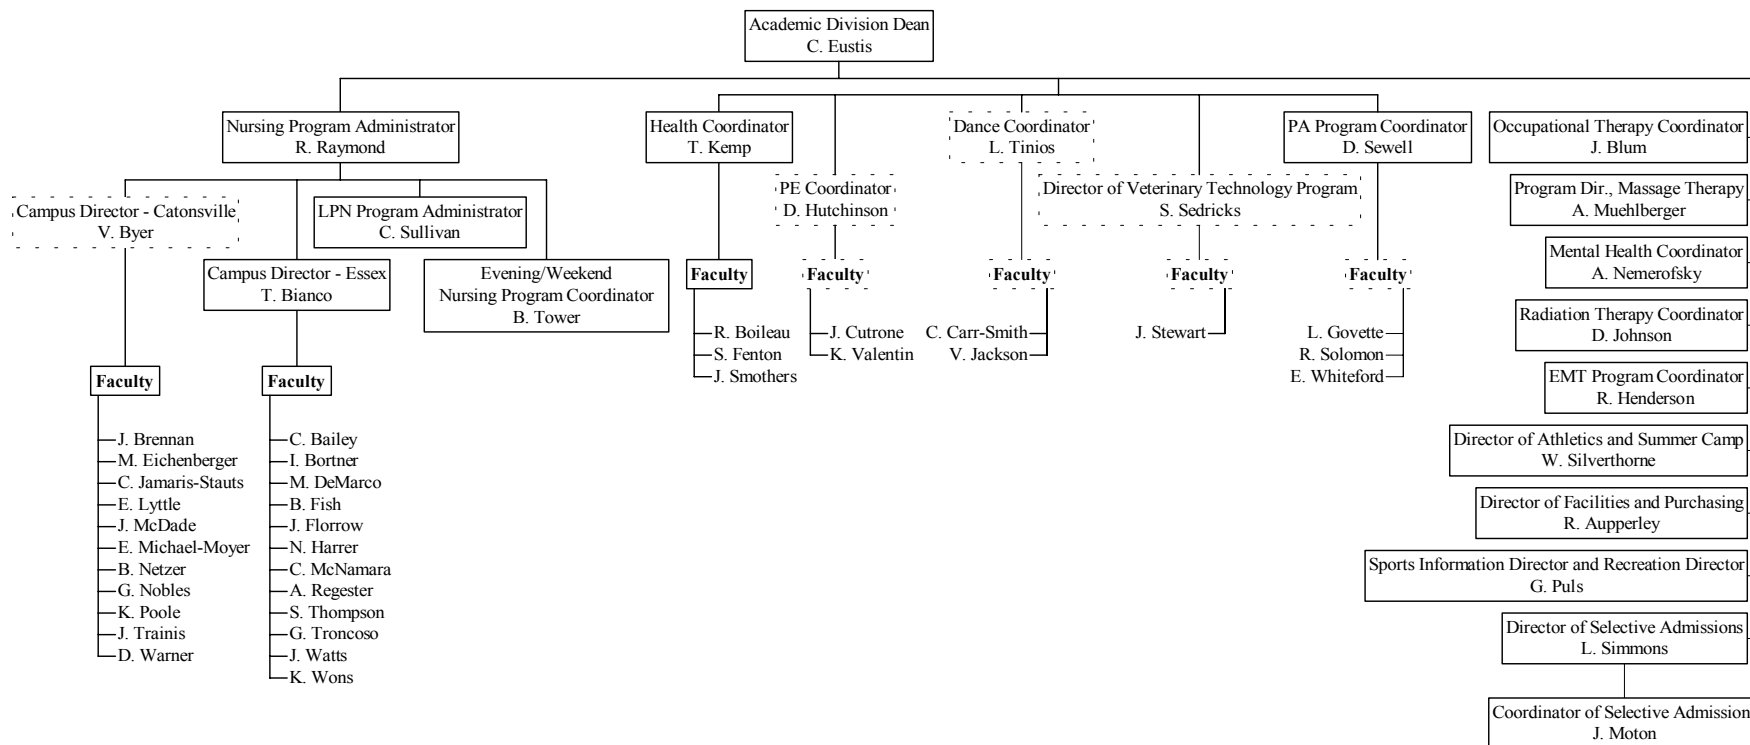 Academic Division Dean
C. Eustis
Nursing Program Administrator
R. Raymond
Health Coordinator
T. Kemp
Dance Coordinator
L. Tinios
PA Program Coordinator
D. Sewell
Occupational Therapy Coordinator
J. Blum
PE Coordinator
D. Hutchinson
Director of Veterinary Technology Program
S. Sedricks
Program Dir., Massage Therapy
A. Muehlberger
Campus Director - Catonsville
V. Byer
LPN Program Administrator
C. Sullivan
Campus Director - Essex
T. Bianco
Evening/Weekend
Nursing Program Coordinator
B. Tower
Mental Health Coordinator
A. Nemerofsky
Radiation Therapy Coordinator
D. Johnson
EMT Program Coordinator
R. Henderson
Director of Athletics and Summer Camp
W. Silverthorne
Director of Facilities and Purchasing
R. Aupperley
Sports Information Director and Recreation Director
G. Puls
Director of Selective Admissions
L. Simmons
Coordinator of Selective Admission
J. Moton
Faculty
R. Boileau
S. Fenton
J. Smothers
Faculty
J. Cutrone
K. Valentin
Faculty
C. Carr-Smith
V. Jackson
Faculty
J. Stewart
Faculty
L. Govette
R. Solomon
E. Whiteford
Faculty
J. Brennan
M. Eichenberger
C. Jamaris-Stauts
E. Lyttle
J. McDade
E. Michael-Moyer
B. Netzer
G. Nobles
K. Poole
J. Trainis
D. Warner
Faculty
C. Bailey
I. Bortner
M. DeMarco
B. Fish
J. Florrow
N. Harrer
C. McNamara
A. Regester
S. Thompson
G. Troncoso
J. Watts
K. Wons